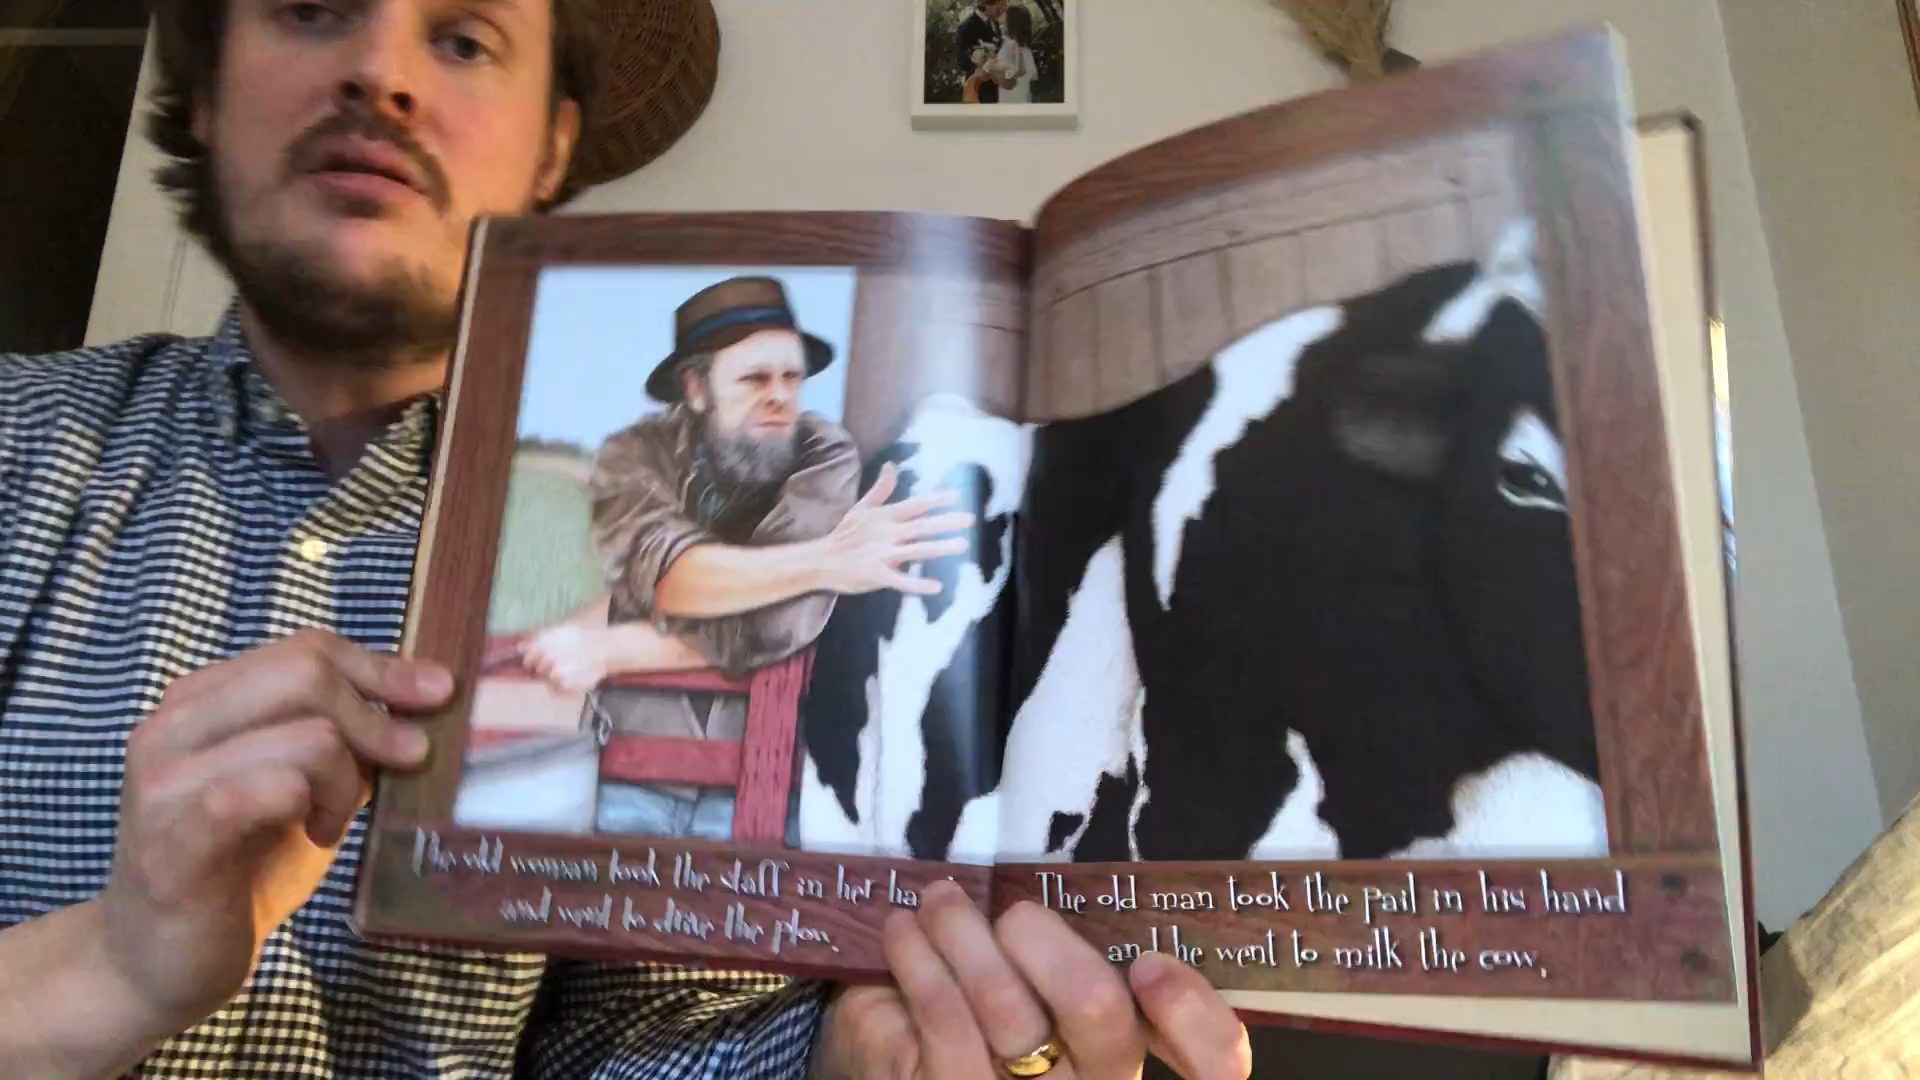 The old woman took the staff in her
and went to drive the plow.
The old man took the pail in his hand
and he went to milk the cow,